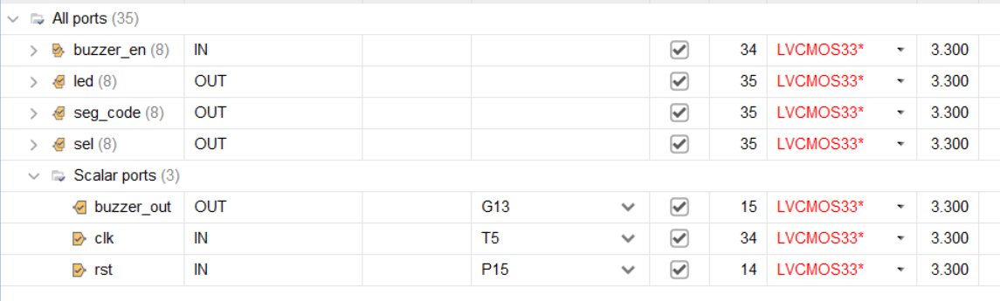 All ports (35)
buzzer_en (8) IN 34 LVCMOS33* 3.300
led (8) OUT 35 LVCMOS33* 3.300
seg_code (8) OUT 35 LVCMOS33* 3.300
sel (8) OUT 35 LVCMOS33* 3.300
Scalar ports (3)
buzzer_out OUT G13 15 LVCMOS33* 3.300
clk IN T5 34 LVCMOS33* 3.300
rst IN P15 14 LVCMOS33* 3.300